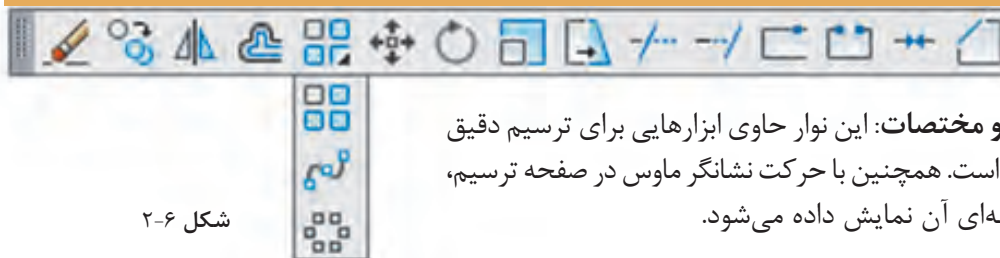 و مختصات: این نوار حاوی ابزارهایی برای ترسیم دقیق
است. همچنین با حرکت نشانگر ماوس در صفحه ترسیم،
آن نمایش داده می‌شود.
شکل ۶-۲